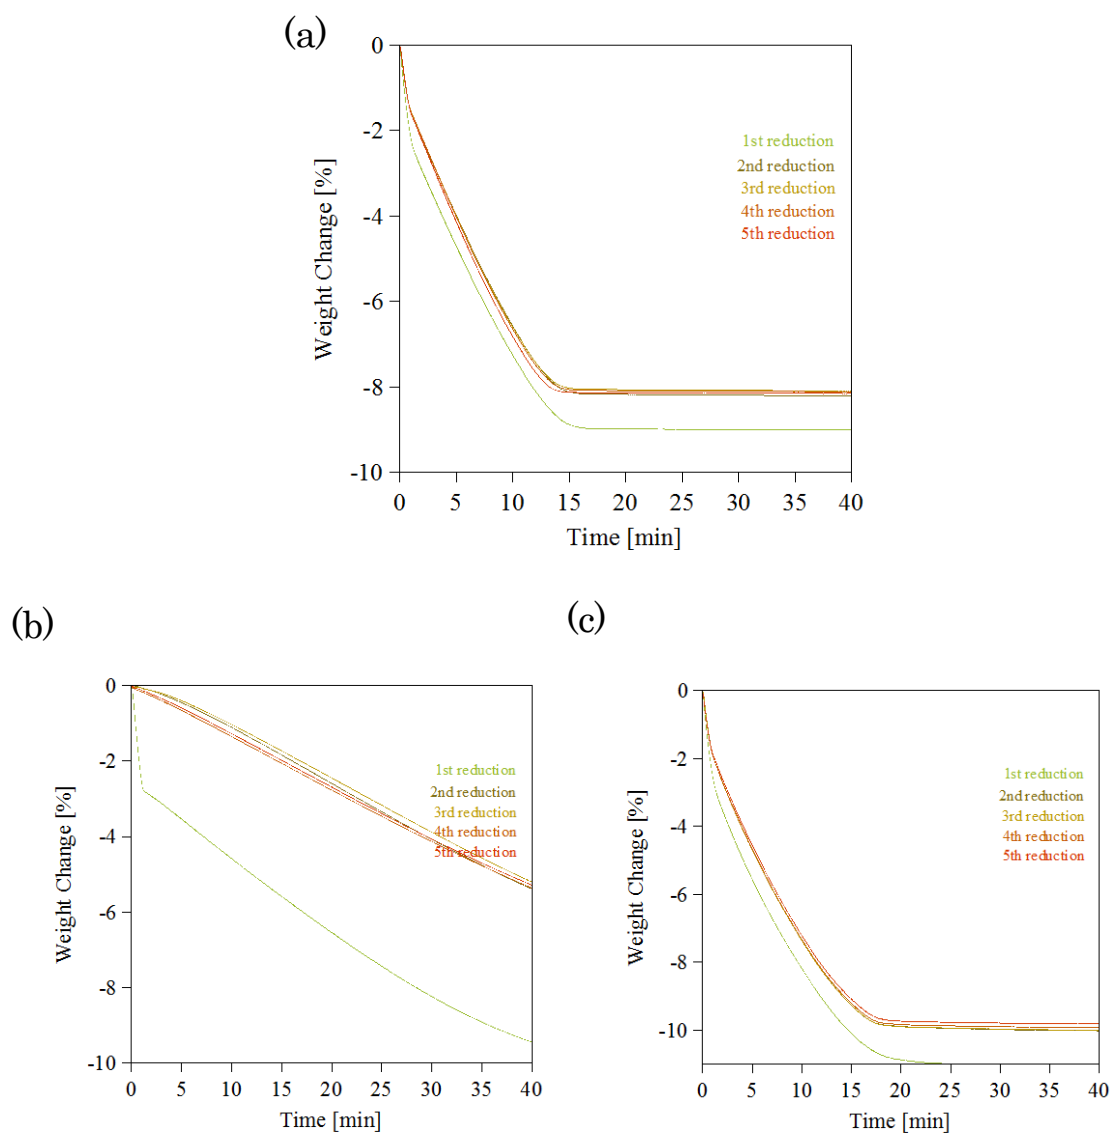 (a)
0
-2
-4
-6
-8
-10
Weight Change [%]
1st reduction
2nd reduction
3rd reduction
4th reduction
5th reduction
0 5 10 15 20 25 30 35 40
Time [min]
(b)
0
-2
-4
-6
-8
-10
Weight Change [%]
1st reduction
2nd reduction
3rd reduction
4th reduction
5th reduction
0 5 10 15 20 25 30 35 40
Time [min]
(c)
0
-2
-4
-6
-8
-10
Weight Change [%]
1st reduction
2nd reduction
3rd reduction
4th reduction
5th reduction
0 5 10 15 20 25 30 35 40
Time [min]